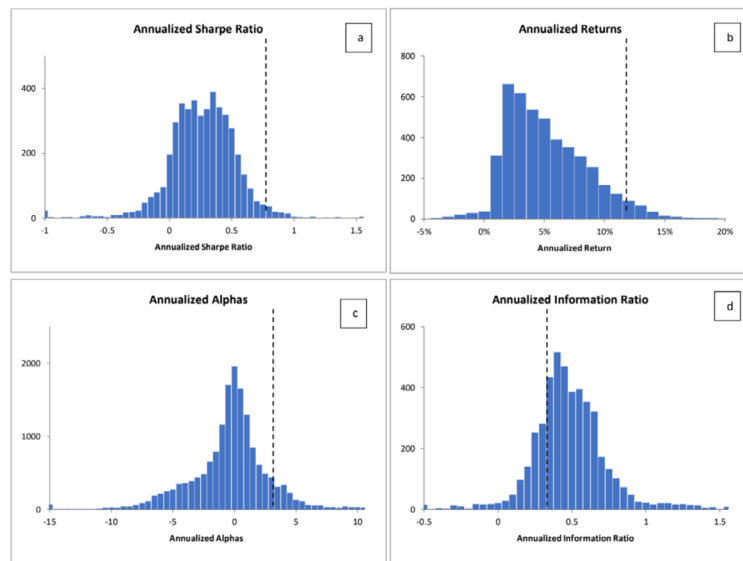 Annualized Sharpe Ratio
a
400
200
0
-1 -0.5 0 0.5 1 1.5
Annualized Sharpe Ratio
Annualized Returns
b
800
600
400
200
0
-5% 0% 5% 10% 15% 20%
Annualized Return
Annualized Alphas
c
2000
1000
0
-15 -10 -5 0 5 10
Annualized Alphas
Annualized Information Ratio
d
600
400
200
0
-0.5 0 0.5 1 1.5
Annualized Information Ratio